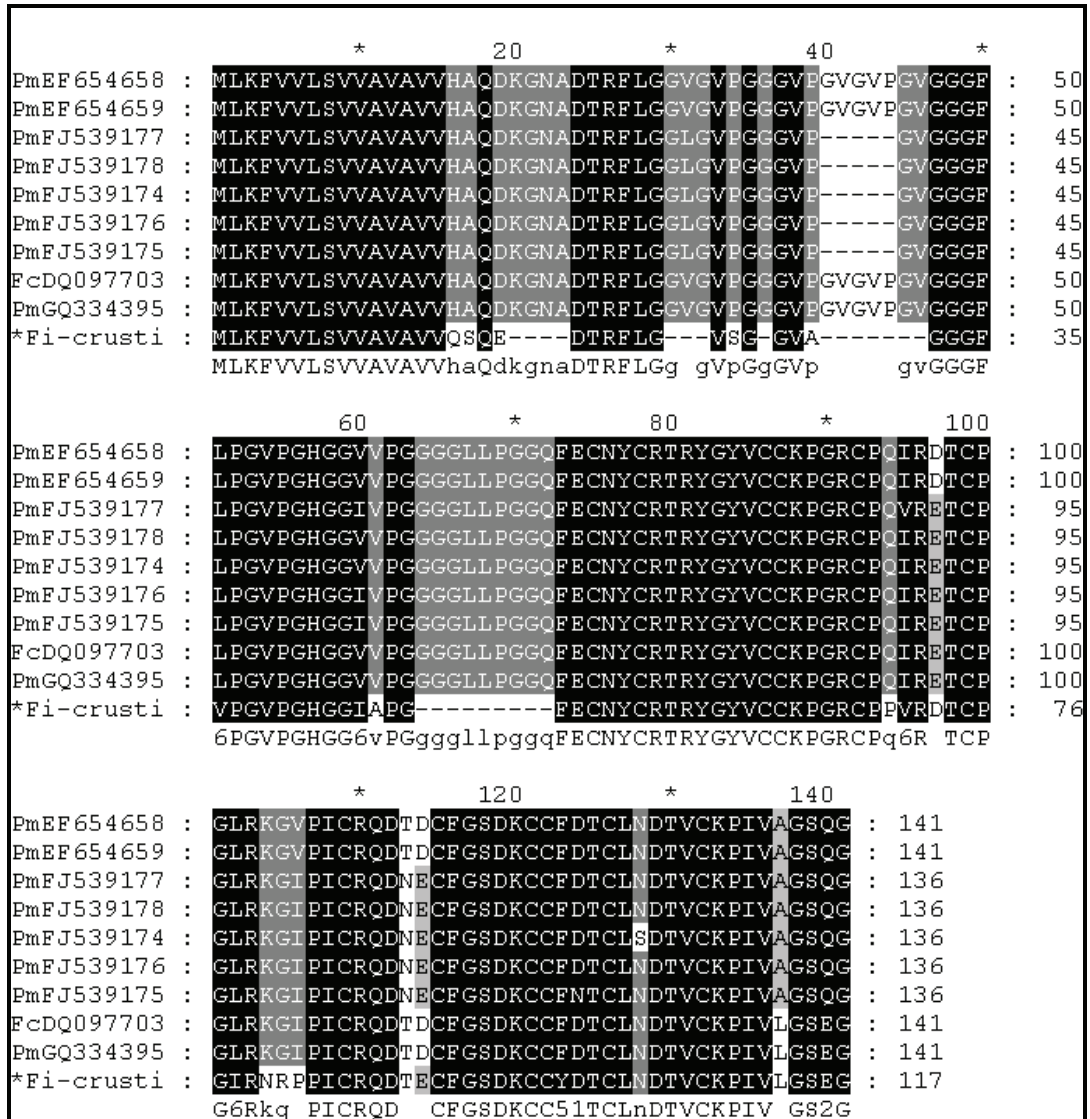 * 20 * 40 *
PmEF654658 : MLKFVVLSVVAVAVVHAQDKGNADTRFLGGVGVPGGGVPGVGVPGVGGGF : 50
PmEF654659 : MLKFVVLSVVAVAVVHAQDKGNADTRFLGGVGVPGGGVPGVGVPGVGGGF : 50
PmFJ539177 : MLKFVVLSVVAVAVVHAQDKGNADTRFLGGLGVPGGGVP-----GVGGGF : 45
PmFJ539178 : MLKFVVLSVVAVAVVHAQDKGNADTRFLGGLGVPGGGVP-----GVGGGF : 45
PmFJ539174 : MLKFVVLSVVAVAVVHAQDKGNADTRFLGGLGVPGGGVP-----GVGGGF : 45
PmFJ539176 : MLKFVVLSVVAVAVVHAQDKGNADTRFLGGLGVPGGGVP-----GVGGGF : 45
PmFJ539175 : MLKFVVLSVVAVAVVHAQDKGNADTRFLGGLGVPGGGVP-----GVGGGF : 45
FcDQ097703 : MLKFVVLSVVAVAVVHAQDKGNADTRFLGGVGVPGGGVPGVGVPGVGGGF : 50
PmGQ334395 : MLKFVVLSVVAVAVVHAQDKGNADTRFLGGVGVPGGGVPGVGVPGVGGGF : 50
*Fi-crusti : MLKFVVLSVVAVAVVQSQE----DTRFLG---VSG-GVA-------GGGF : 35
MLKFVVLSVVAVAVVhaQdkgnaDTRFLGg gVpGgGVp     gvGGGF
60 * 80 * 100
PmEF654658 : LPGVPGHGGVVPGGGGLLPGGQFECNYCRTRYGYVCCKPGRCPQIRDTCP : 100
PmEF654659 : LPGVPGHGGVVPGGGGLLPGGQFECNYCRTRYGYVCCKPGRCPQIRDTCP : 100
PmFJ539177 : LPGVPGHGGIVPGGGGLLPGGQFECNYCRTRYGYVCCKPGRCPQVRETCP : 95
PmFJ539178 : LPGVPGHGGIVPGGGGLLPGGQFECNYCRTRYGYVCCKPGRCPQIRETCP : 95
PmFJ539174 : LPGVPGHGGIVPGGGGLLPGGQFECNYCRTRYGYVCCKPGRCPQIRETCP : 95
PmFJ539176 : LPGVPGHGGIVPGGGGLLPGGQFECNYCRTRYGYVCCKPGRCPQIRETCP : 95
PmFJ539175 : LPGVPGHGGIVPGGGGLLPGGQFECNYCRTRYGYVCCKPGRCPQIRETCP : 95
FcDQ097703 : LPGVPGHGGVVPGGGGLLPGGQFECNYCRTRYGYVCCKPGRCPQIRETCP : 100
PmGQ334395 : LPGVPGHGGVVPGGGGLLPGGQFECNYCRTRYGYVCCKPGRCPQIRETCP : 100
*Fi-crusti : VPGVPGHGGIAPG---------FECNYCRTRYGYVCCKPGRCPPVRDTCP : 76
6PGVPGHGG6vPGgggllpggqFECNYCRTRYGYVCCKPGRCPq6R TCP
* 120 * 140
PmEF654658 : GLRKGVPICRQDTDCFGSDKCCFDTCLNDTVCKPIVAGSQG : 141
PmEF654659 : GLRKGVPICRQDTDCFGSDKCCFDTCLNDTVCKPIVAGSQG : 141
PmFJ539177 : GLRKGIPICRQDNECFGSDKCCFDTCLNDTVCKPIVAGSQG : 136
PmFJ539178 : GLRKGIPICRQDNECFGSDKCCFDTCLNDTVCKPIVAGSQG : 136
PmFJ539174 : GLRKGIPICRQDNECFGSDKCCFDTCLSDTVCKPIVAGSQG : 136
PmFJ539176 : GLRKGIPICRQDNECFGSDKCCFDTCLNDTVCKPIVAGSQG : 136
PmFJ539175 : GLRKGIPICRQDNECFGSDKCCFNTCLNDTVCKPIVAGSQG : 136
FcDQ097703 : GLRKGIPICRQDTDCFGSDKCCFDTCLNDTVCKPIVLGSEG : 141
PmGQ334395 : GLRKGIPICRQDTDCFGSDKCCFDTCLNDTVCKPIVLGSEG : 141
*Fi-crusti : GIRNRPPICRQDTECFGSDKCCYDTCLNDTVCKPIVLGSEG : 117
G6Rkg PICRQD  CFGSDKCC51TCLnDTVCKPIV GS2G